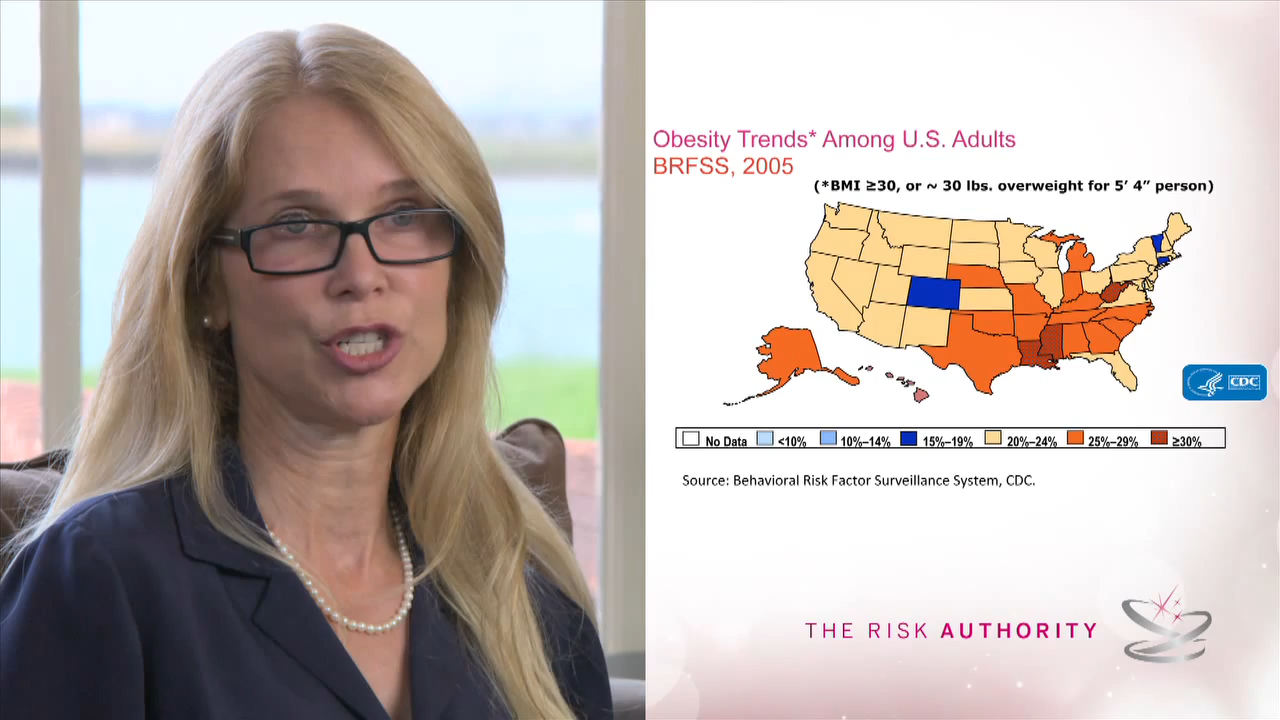 Obesity Trends* Among U.S. Adults
BRFSS, 2005
(*BMI ≥30, or ~ 30 lbs. overweight for 5’ 4” person)
CDC
No Data <10% 10%–14% 15%–19% 20%–24% 25%–29% ≥30%
Source: Behavioral Risk Factor Surveillance System, CDC.
THE RISK AUTHORITY